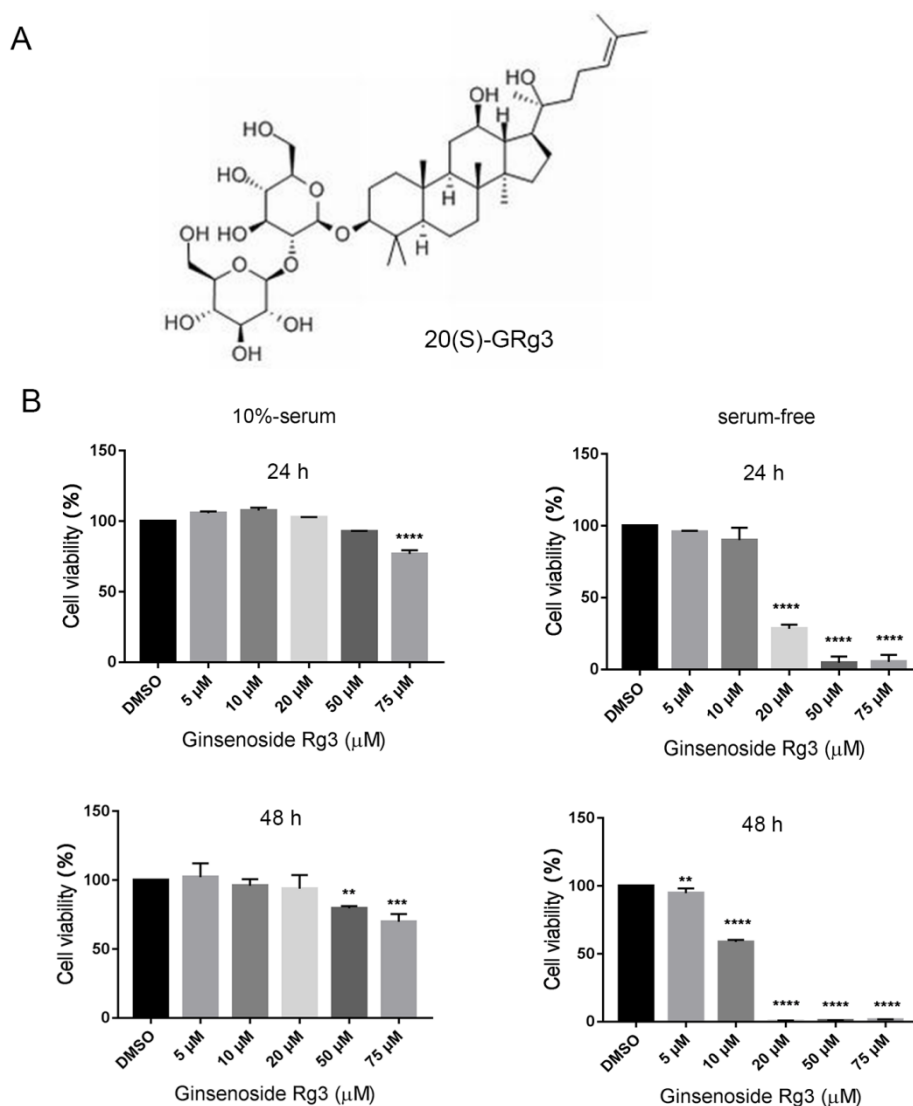 A
OH
HO
OH
H
HO
HO
O
HO
O
H
H
OH
O
O
HO
OH
HO
OH
20(S)-GRg3
B
10%-serum
serum-free
24 h
Cell viability (%)
150
100
50
0
****
DMSO
5 µM
10 µM
20 µM
50 µM
75 µM
Ginsenoside Rg3 (µM)
24 h
Cell viability (%)
150
100
50
0
****
****
****
DMSO
5 µM
10 µM
20 µM
50 µM
75 µM
Ginsenoside Rg3 (µM)
48 h
Cell viability (%)
150
100
50
0
**
***
DMSO
5 µM
10 µM
20 µM
50 µM
75 µM
Ginsenoside Rg3 (µM)
48 h
Cell viability (%)
150
100
50
0
**
****
****
****
****
DMSO
5 µM
10 µM
20 µM
50 µM
75 µM
Ginsenoside Rg3 (µM)